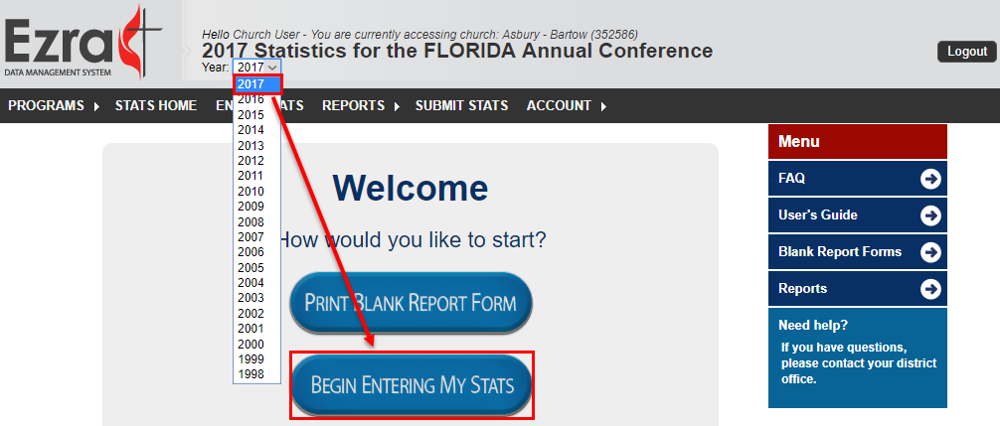 Ezra
DATA MANAGEMENT SYSTEM
Hello Church User - You are currently accessing church: Asbury - Bartow (352586)
2017 Statistics for the FLORIDA Annual Conference
Year: 2017
Logout
PROGRAMS
STATS HOME
EN
ATS
REPORTS
SUBMIT STATS
ACCOUNT
2017
2016
2015
2014
2013
2012
2011
2010
2009
2008
2007
2006
2005
2004
2003
2002
2001
2000
1999
1998
Welcome
How would you like to start?
PRINT BLANK REPORT FORM
BEGIN ENTERING MY STATS
Menu
FAQ
User's Guide
Blank Report Forms
Reports
Need help?
If you have questions,
please contact your district
office.